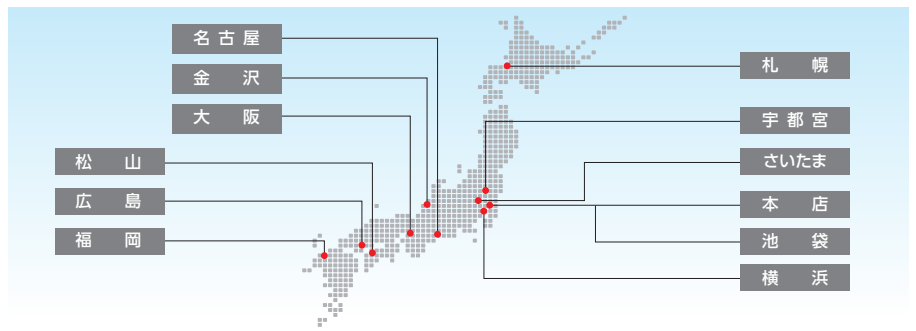 名古屋
金沢
大阪
松山
広島
福岡
札幌
宇都宮
さいたま
本店
池袋
横浜